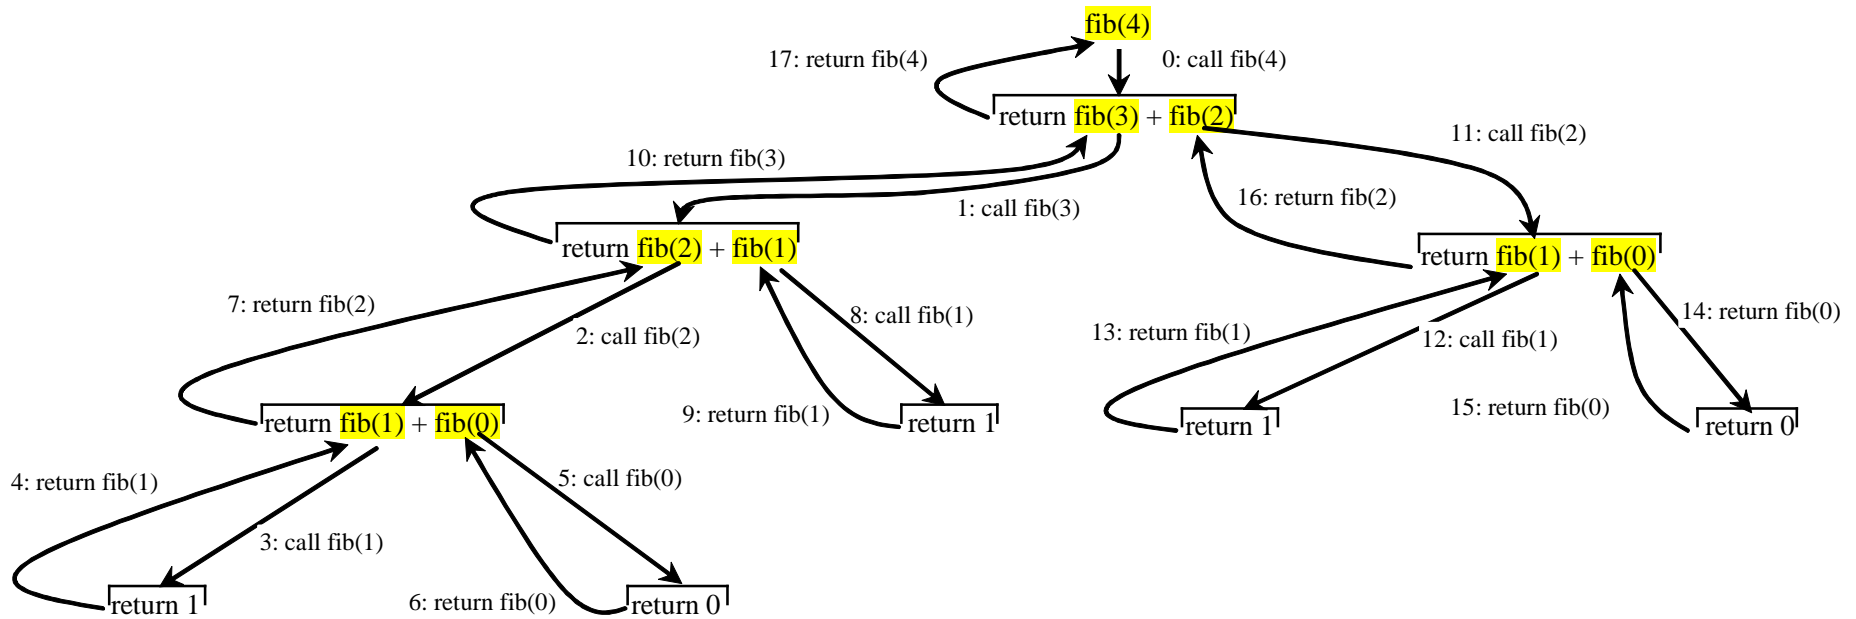 fib(4)
17: return fib(4)
0: call fib(4)
return fib(3) + fib(2)
11: call fib(2)
10: return fib(3)
16: return fib(2)
1: call fib(3)
return fib(2) + fib(1)
return fib(1) + fib(0)
7: return fib(2)
8: call fib(1)
14: return fib(0)
2: call fib(2)
13: return fib(1)
12: call fib(1)
9: return fib(1)
15: return fib(0)
return fib(1) + fib(0)
return 1
return 1
return 0
4: return fib(1)
5: call fib(0)
3: call fib(1)
6: return fib(0)
return 1
return 0